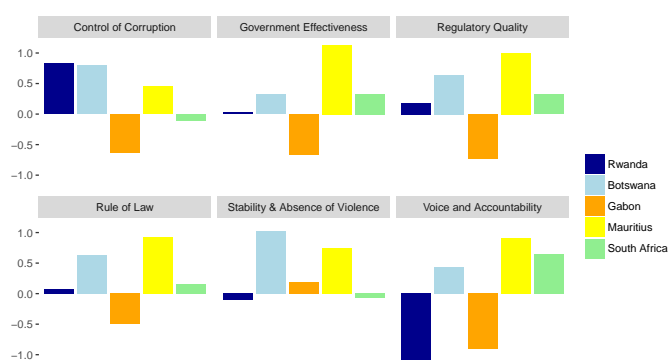 Control of Corruption
Government Effectiveness
Regulatory Quality
1.0
0.5
0.0
−0.5
−1.0
Rule of Law
Stability & Absence of Violence
Voice and Accountability
1.0
0.5
0.0
−0.5
−1.0
Rwanda
Botswana
Gabon
Mauritius
South Africa